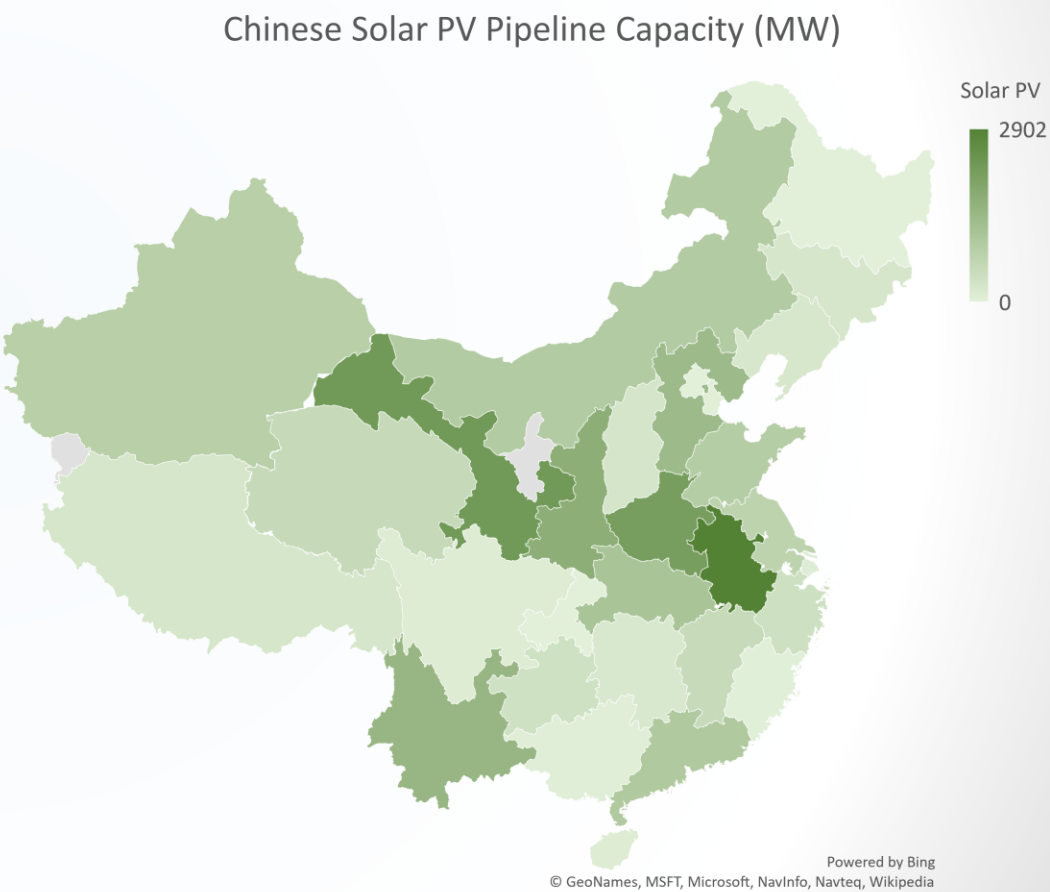 Chinese Solar PV Pipeline Capacity (MW)
Solar PV
2902
0
Powered by Bing
© GeoNames, MSFT, Microsoft, NavInfo, Navteq, Wikipedia